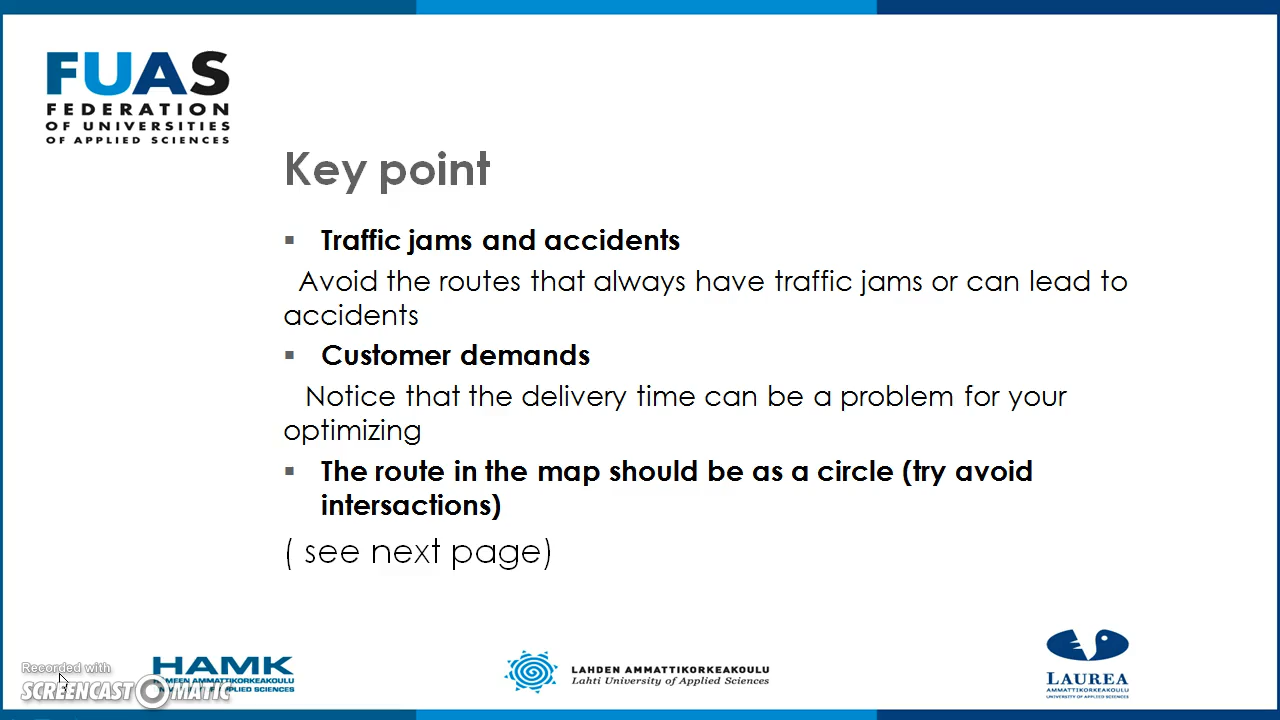 FUAS
FEDERATION
OF UNIVERSITIES
OF APPLIED SCIENCES
Key point
▪ Traffic jams and accidents
Avoid the routes that always have traffic jams or can lead to
accidents
▪ Customer demands
Notice that the delivery time can be a problem for your
optimizing
▪ The route in the map should be as a circle (try avoid
intersactions)
( see next page)
Recorded with
SCREENCAST MATIC
HAMK
MEEN AMMATTIKORKEAKOULU
OF APPLIED SCIENCES
LAHDEN AMMATTIKORKEAKOULU
Lahti University of Applied Sciences
LAUREA
AMMATTIKORKEAKOULU
UNIVERSITY OF APPLIED SCIENCES